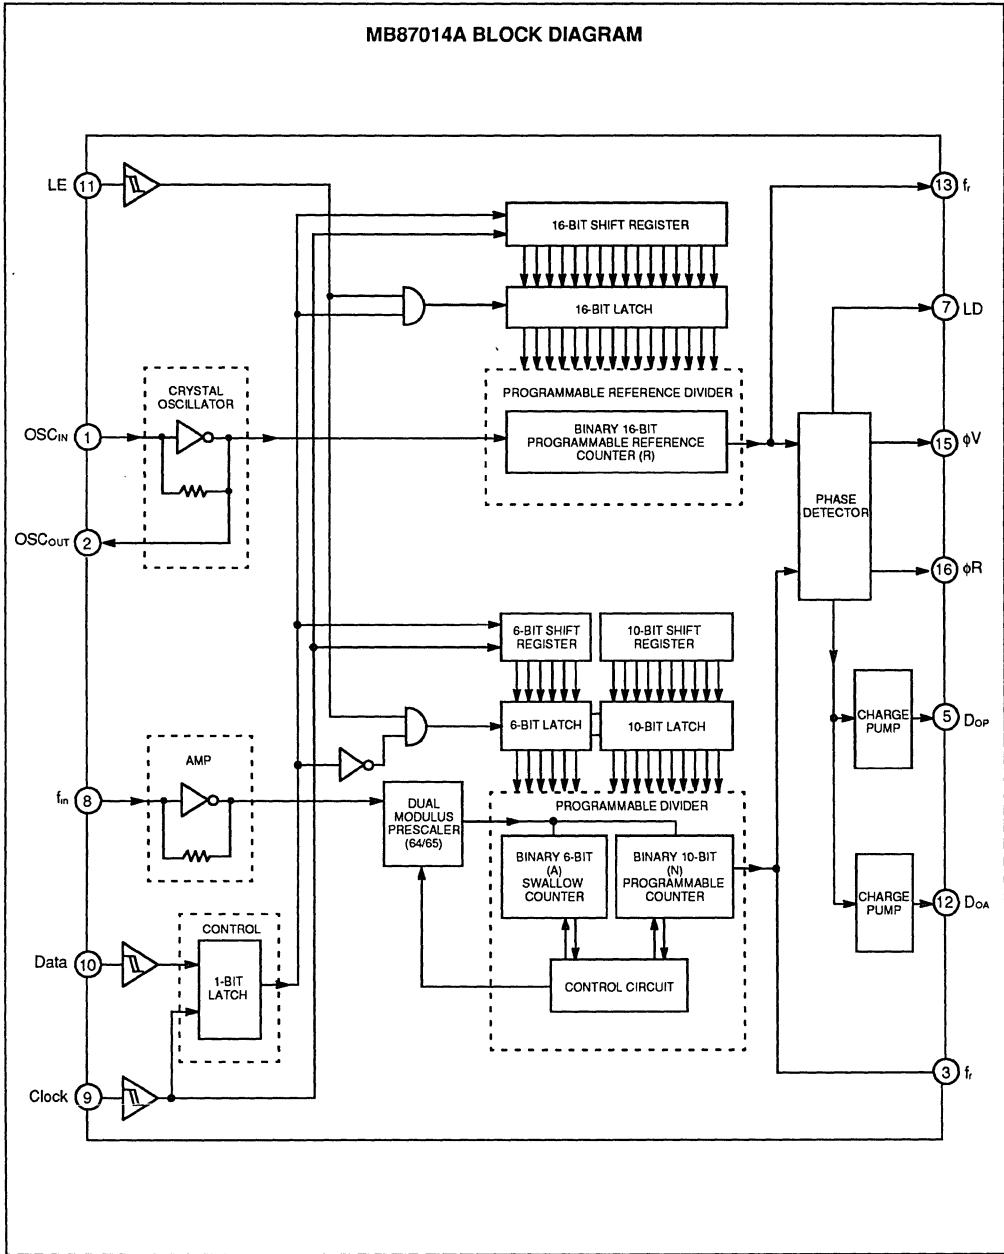 MB87014A BLOCK DIAGRAM
LE 11
13 fr
16-BIT SHIFT REGISTER
16-BIT LATCH
7 LD
CRYSTAL
OSCILLATOR
PROGRAMMABLE REFERENCE DIVIDER
OSCIN 1
BINARY 16-BIT
PROGRAMMABLE REFERENCE
COUNTER (R)
15 ϕV
PHASE
DETECTOR
OSCOUT 2
16 ϕR
6-BIT SHIFT
REGISTER
10-BIT SHIFT
REGISTER
6-BIT LATCH
10-BIT LATCH
CHARGE
PUMP
5 DOP
AMP
fin 8
DUAL
MODULUS
PRESCALER
(64/65)
PROGRAMMABLE DIVIDER
BINARY 6-BIT
(A)
SWALLOW
COUNTER
BINARY 10-BIT
(N)
PROGRAMMABLE
COUNTER
CHARGE
PUMP
12 DOA
CONTROL
Data 10
1-BIT
LATCH
CONTROL CIRCUIT
3 fr
Clock 9